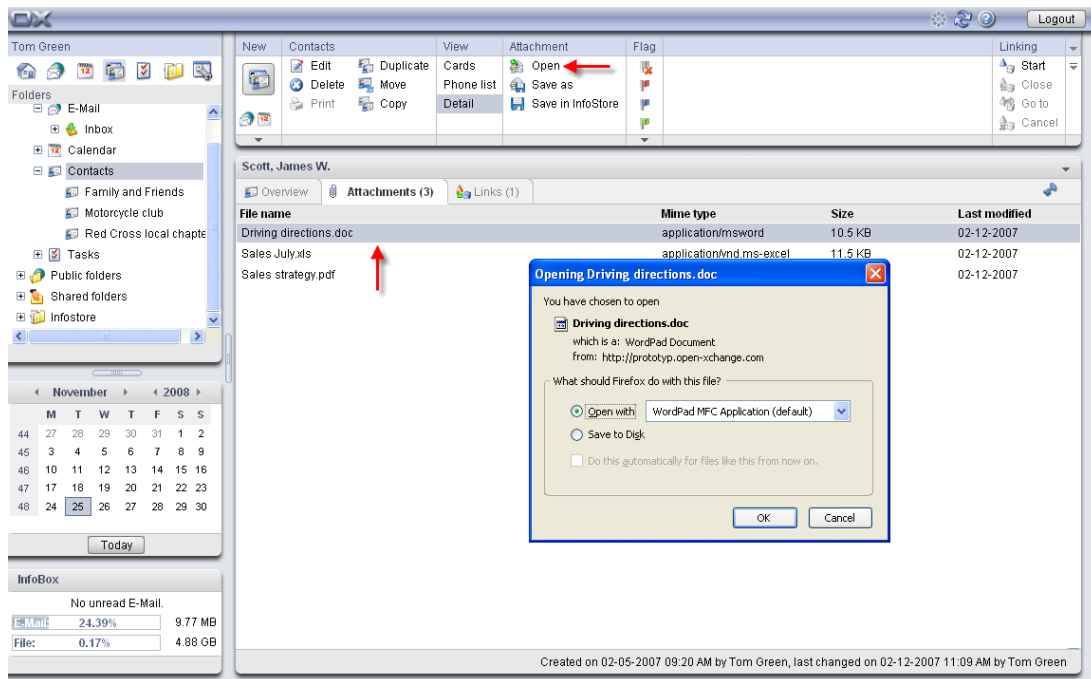 OX
Logout
Tom Green
Folders
E-Mail
Inbox
Calendar
Contacts
Family and Friends
Motorcycle club
Red Cross local chapte
Tasks
Public folders
Shared folders
Infostore
November 2008
M T W T F S S
44 27 28 29 30 31 1 2
45 3 4 5 6 7 8 9
46 10 11 12 13 14 15 16
47 17 18 19 20 21 22 23
48 24 25 26 27 28 29 30
Today
InfoBox
No unread E-Mail.
E-Mail: 24.39% 9.77 MB
File: 0.17% 4.88 GB
New Contacts View Attachment Flag Linking
Edit Duplicate Cards Open Start
Delete Move Phone list Save as Close
Print Copy Detail Save in InfoStore Go to
Cancel
Scott, James W.
Overview Attachments (3) Links (1)
File name Mime type Size Last modified
Driving directions.doc application/msword 10.5 KB 02-12-2007
Sales July.xls application/vnd.ms-excel 11.5 KB 02-12-2007
Sales strategy.pdf 02-12-2007
Opening Driving directions.doc
You have chosen to open
Driving directions.doc
which is a: WordPad Document
from: http://prototyp.open-xchange.com
What should Firefox do with this file?
Open with WordPad MFC Application (default)
Save to Disk
Do this automatically for files like this from now on.
OK Cancel
Created on 02-05-2007 09:20 AM by Tom Green, last changed on 02-12-2007 11:09 AM by Tom Green